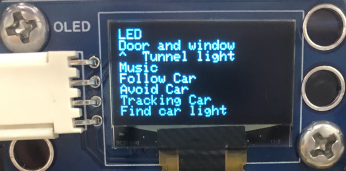 OLED
LED
Door and window
^  Tunnel light
Music
Follow Car
Avoid Car
Tracking Car
Find car light